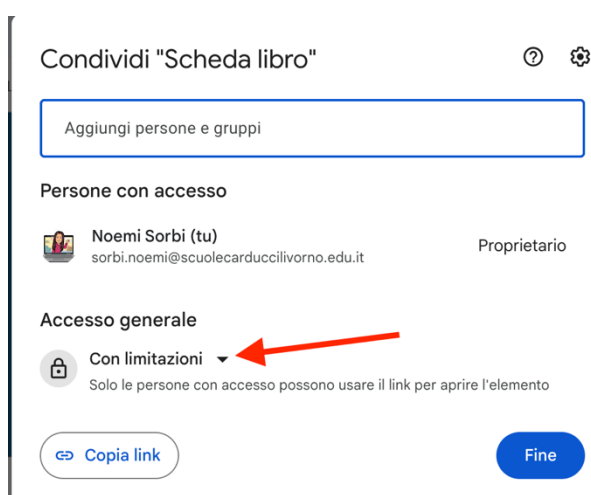 Condividi "Scheda libro"
Aggiungi persone e gruppi
Persone con accesso
Noemi Sorbi (tu)
sorbi.noemi@scuolecarduccilivorno.edu.it
Proprietario
Accesso generale
Con limitazioni
Solo le persone con accesso possono usare il link per aprire l'elemento
Copia link
Fine